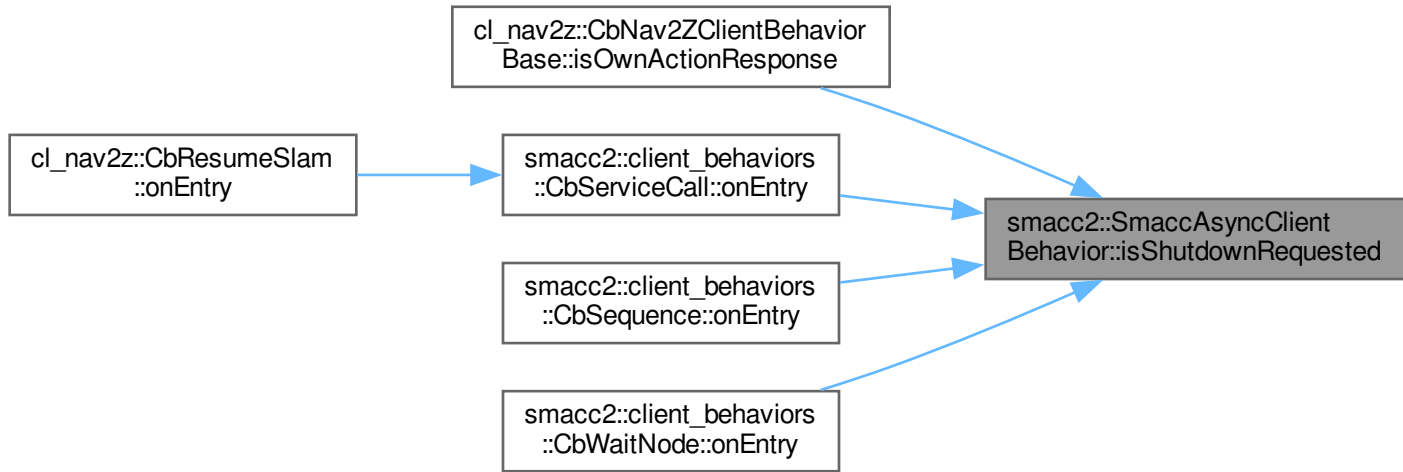 cl_nav2z::CbNav2ZClientBehavior
Base::isOwnActionResponse
cl_nav2z::CbResumeSlam
::onEntry
smacc2::client_behaviors
::CbServiceCall::onEntry
smacc2::SmaccAsyncClient
Behavior::isShutdownRequested
smacc2::client_behaviors
::CbSequence::onEntry
smacc2::client_behaviors
::CbWaitNode::onEntry